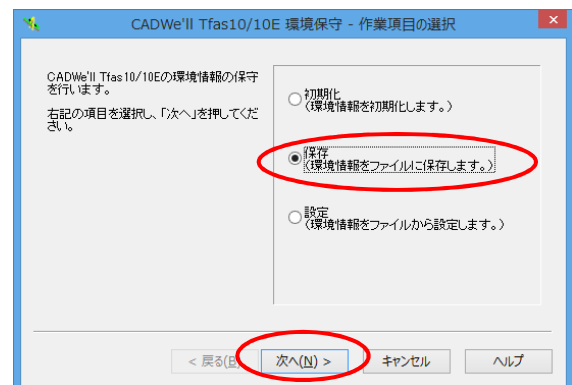 CADWe'll Tfas10/10E 環境保守 - 作業項目の選択
CADWe'll Tfas10/10Eの環境情報の保守
を行います。
右記の項目を選択し、「次へ」を押してくだ
さい。
初期化
(環境情報を初期化します。)
保存
(環境情報をファイルに保存します。)
設定
(環境情報をファイルから設定します。)
< 戻る(B)
次へ(N) >
キャンセル
ヘルプ